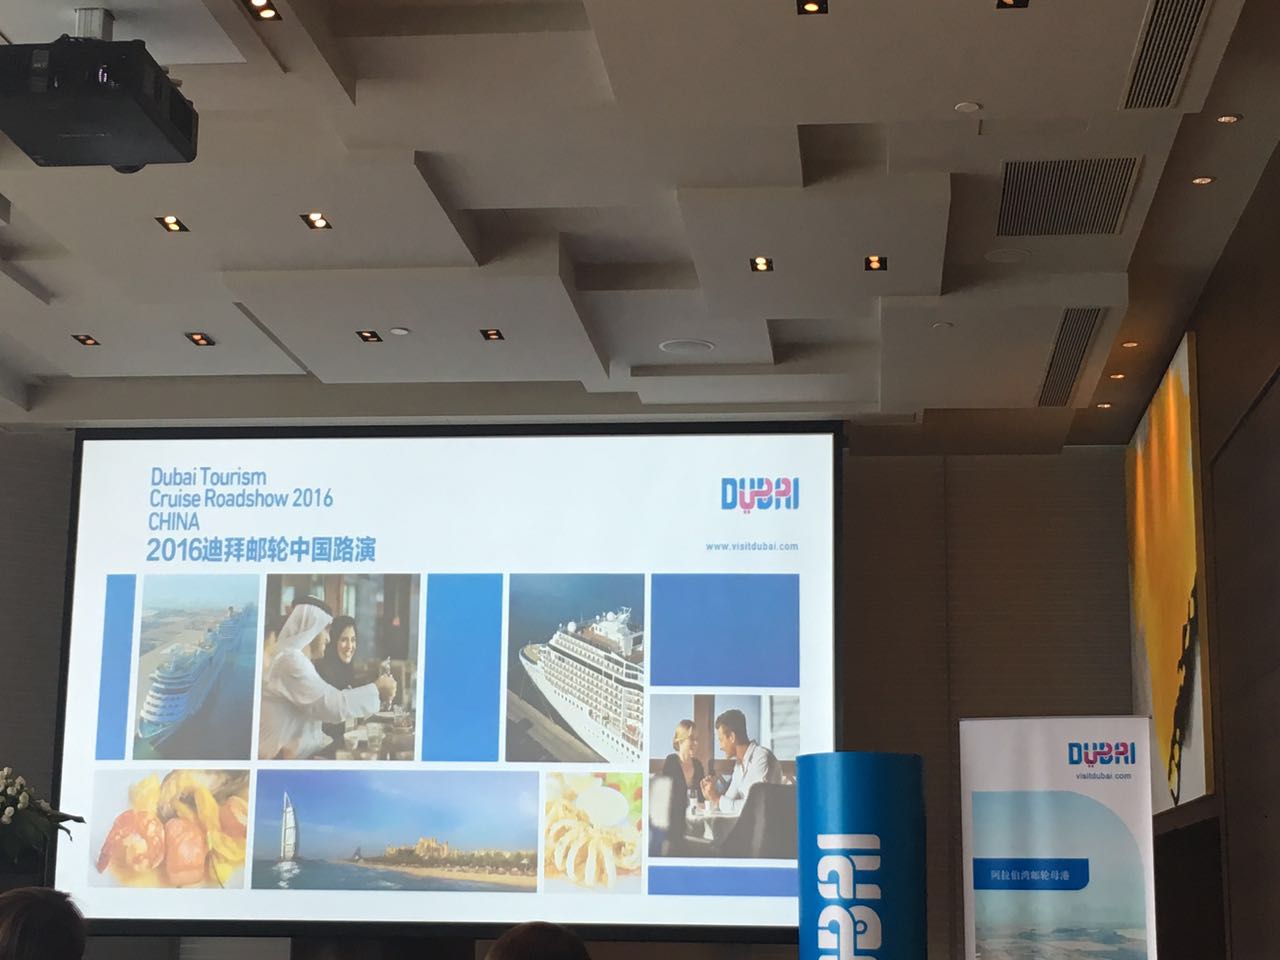 Dubai Tourism
Cruise Roadshow 2016
CHINA
2016迪拜邮轮中国路演
DUBAI
www.visitdubai.com
DUBAI
DUBAI
visitdubai.com
阿拉伯湾邮轮母港